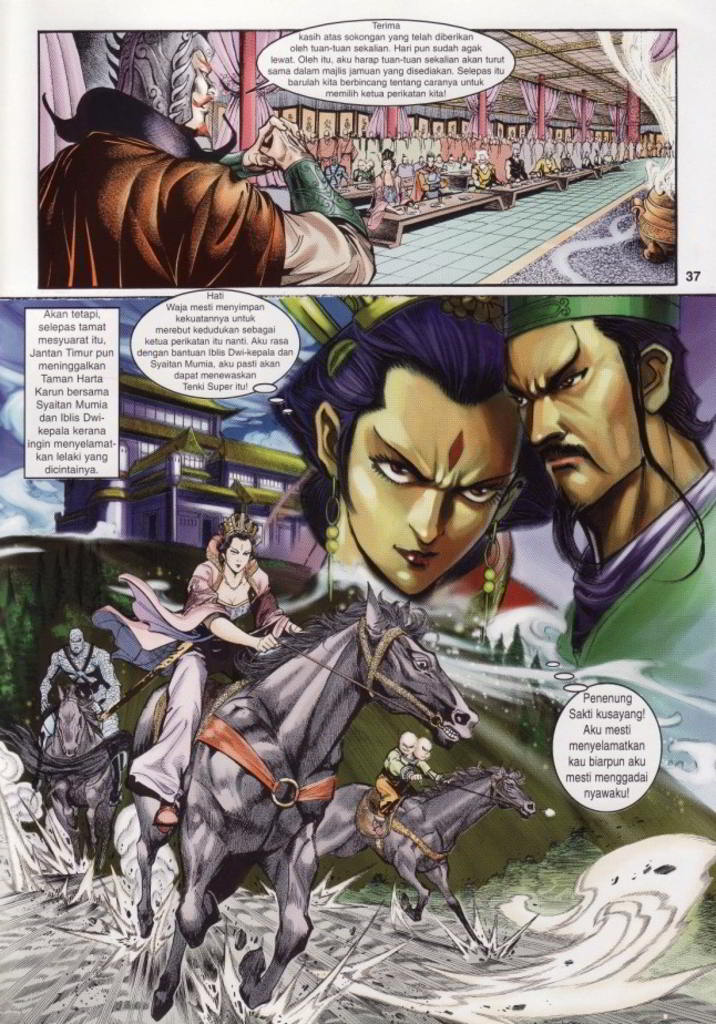 Terima
kasih atas sokongan yang telah diberikan
oleh tuan-tuan sekalian. Hari pun sudah agak
lewat. Oleh itu, aku harap tuan-tuan sekalian akan turut
sama dalam majlis jamuan yang disediakan. Selepas itu
barulah kita berbincang tentang caranya untuk
memilih ketua perikatan kita!
37
Akan tetapi,
selepas tamat
mesyuarat itu,
Jantan Timur pun
meninggalkan
Taman Harta
Karun bersama
Syaitan Mumia
dan Iblis Dwi-
kepala kerana
ingin menyelamat-
kan lelaki yang
dicintainya.
Hati
Waja mesti menyimpan
kekuatannya untuk
merebut kedudukan sebagai
ketua perikatan itu nanti. Aku rasa
dengan bantuan Iblis Dwi-kepala dan
Syaitan Mumia, aku pasti akan
dapat menewaskan
Tenki Super itu!
Penenung
Sakti kusayang!
Aku mesti
menyelamatkan
kau biarpun aku
mesti menggadai
nyawaku!